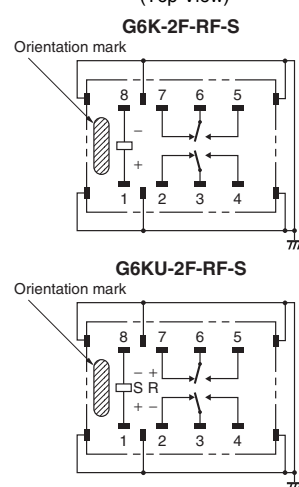 (Top View)
G6K-2F-RF-S
Orientation mark
8 7 6 5
−
+
1 2 3 4
G6KU-2F-RF-S
Orientation mark
8 7 6 5
− +
S R
+ −
1 2 3 4